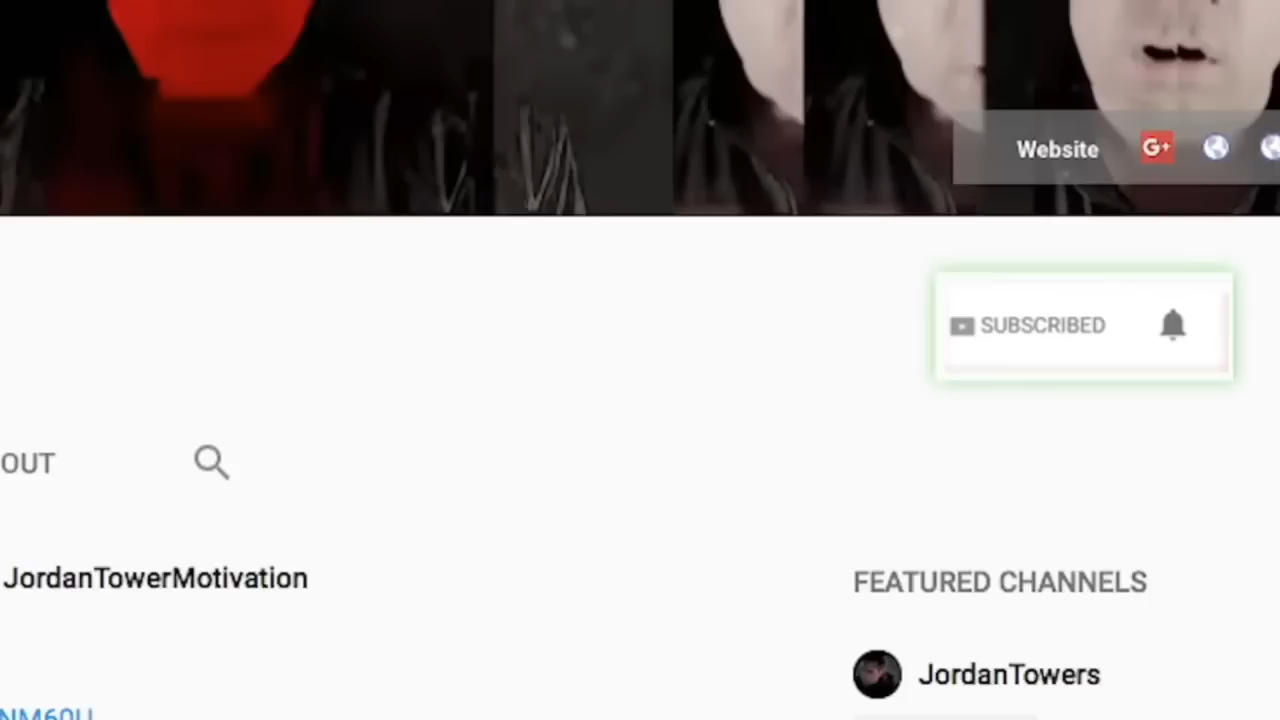 Website G+
SUBSCRIBED
OUT
JordanTowerMotivation
FEATURED CHANNELS
JordanTowers